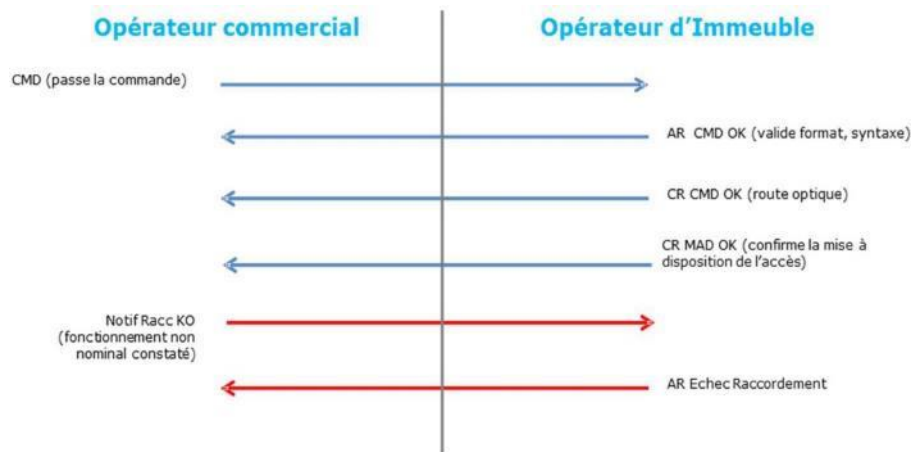 Opérateur commercial
Opérateur d'Immeuble
CMD (passe la commande)
AR CMD OK (valide format, syntaxe)
CR CMD OK (route optique)
CR MAD OK (confirme la mise à
disposition de l'accès)
Notif Racc KO
(fonctionnement non
nominal constaté)
AR Echec Raccordement